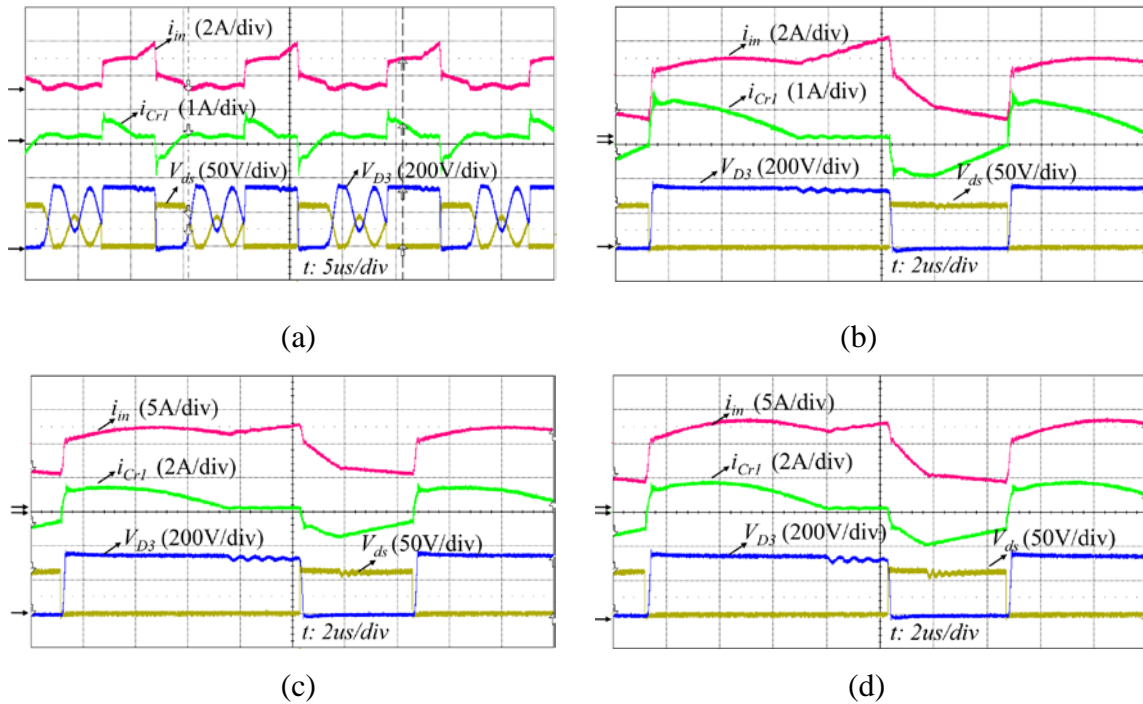 i_in (2A/div)
i_Cr1 (1A/div)
V_ds (50V/div)
V_D3 (200V/div)
t: 5us/div
(a)
i_in (2A/div)
i_Cr1 (1A/div)
V_D3 (200V/div)
V_ds (50V/div)
t: 2us/div
(b)
i_in (5A/div)
i_Cr1 (2A/div)
V_D3 (200V/div)
V_ds (50V/div)
t: 2us/div
(c)
i_in (5A/div)
i_Cr1 (2A/div)
V_D3 (200V/div)
V_ds (50V/div)
t: 2us/div
(d)